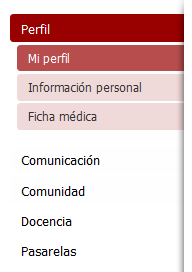 Perfil
Mi perfil
Información personal
Ficha médica
Comunicación
Comunidad
Docencia
Pasarelas